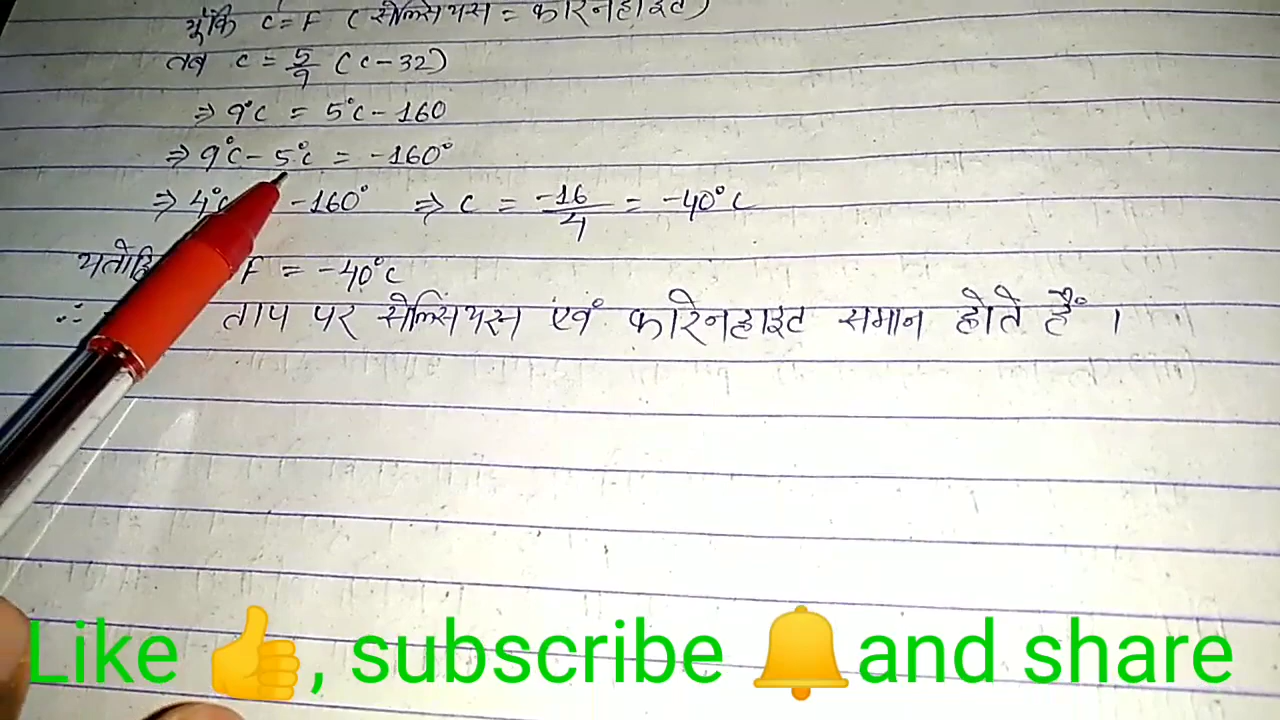 चूंकि C = F ( सेल्सियस = फारेनहाइट )
तब C = 5/9 (C - 32)
⇒ 9°C = 5°C - 160
⇒ 9°C - 5°C = -160°
⇒ 4°C -160° ⇒ C = -16/4 = -40°C
F = -40°C
∴ ताप पर सेल्सियस एवं फारेनहाइट समान होते हैं ।
Like 👍, subscribe 🔔and share